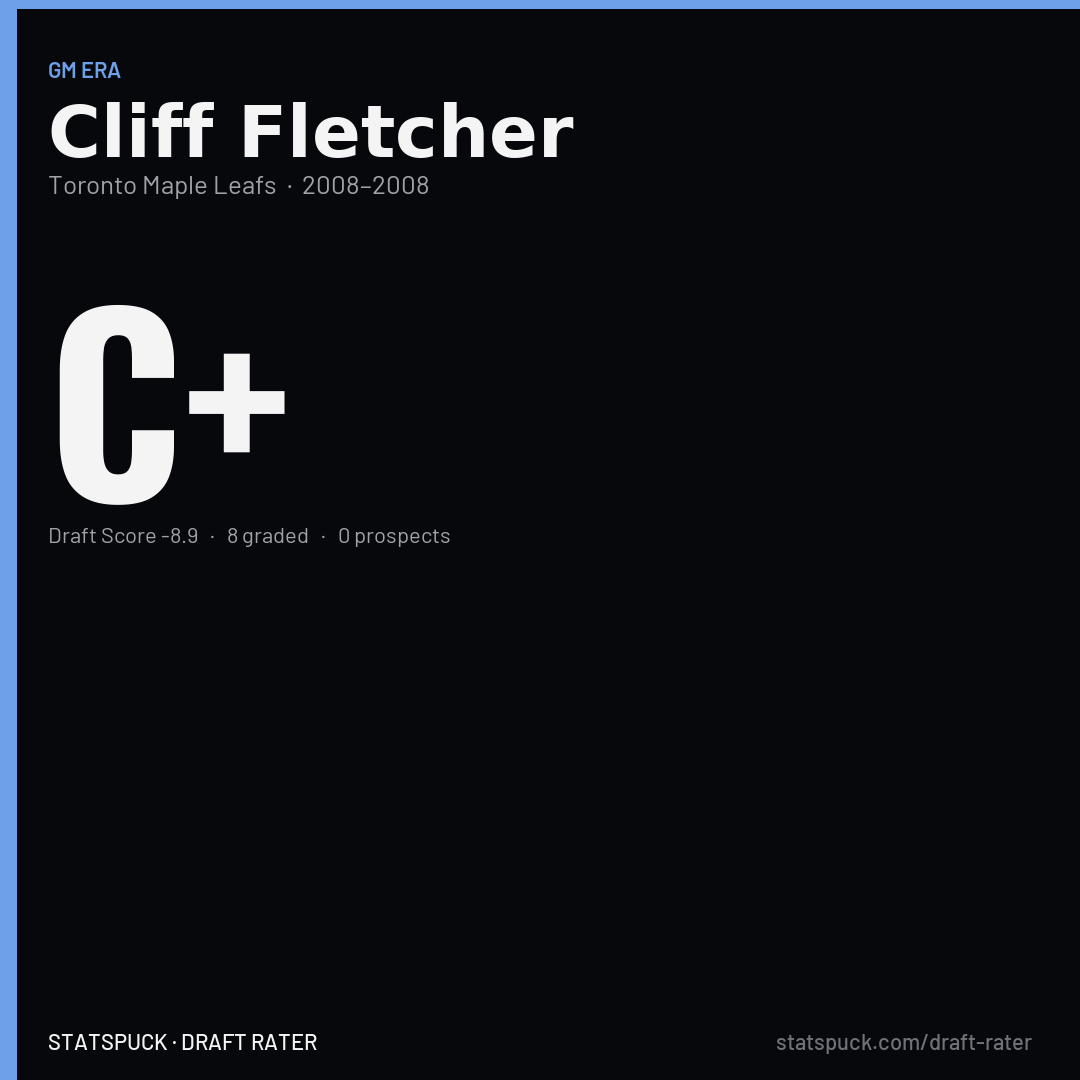 GM ERA
Cliff Fletcher
Toronto Maple Leafs · 2008–2008
C+
Draft Score -8.9 · 8 graded · 0 prospects
STATSPUCK · DRAFT RATER
statspuck.com/draft-rater